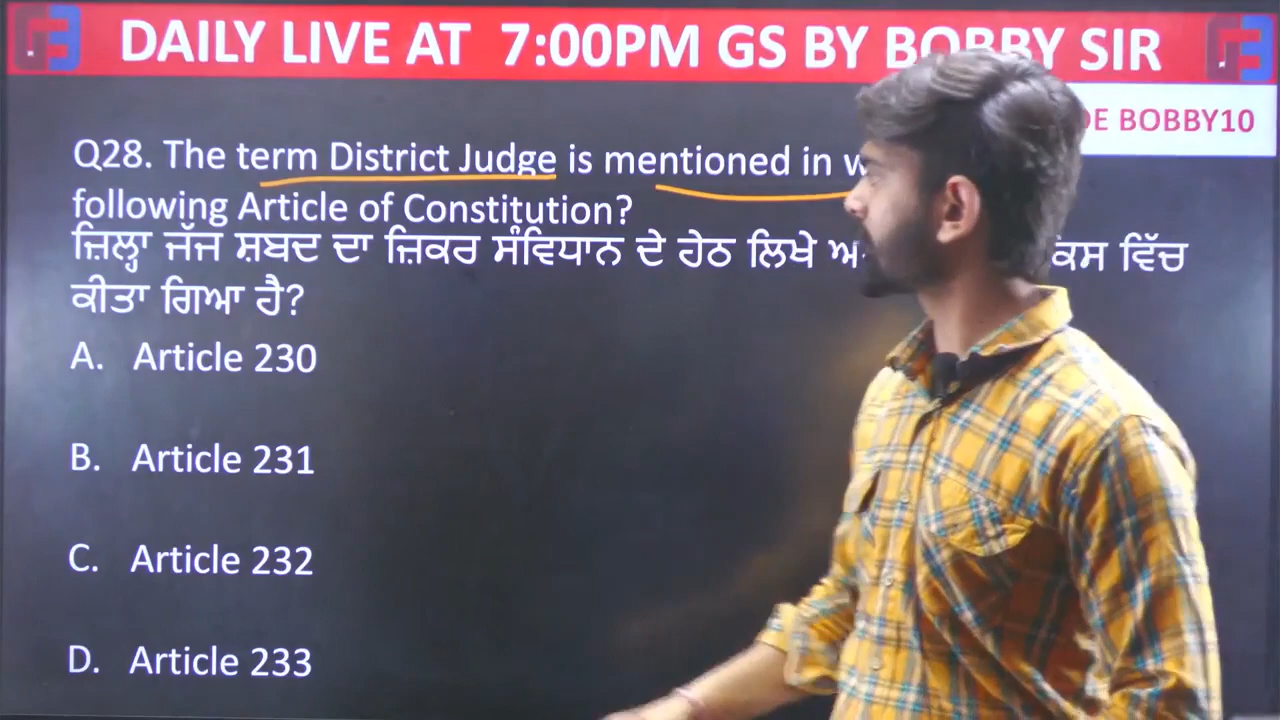 DAILY LIVE AT 7:00PM GS BY BOBBY SIR
BOBBY10
Q28. The term District Judge is mentioned in
following Article of Constitution?
ਜ਼ਿਲ੍ਹਾ ਜੱਜ ਸ਼ਬਦ ਦਾ ਜ਼ਿਕਰ ਸੰਵਿਧਾਨ ਦੇ ਹੇਠ ਲਿਖੇ ਵਿੱਚ
ਕੀਤਾ ਗਿਆ ਹੈ?
A. Article 230
B. Article 231
C. Article 232
D. Article 233